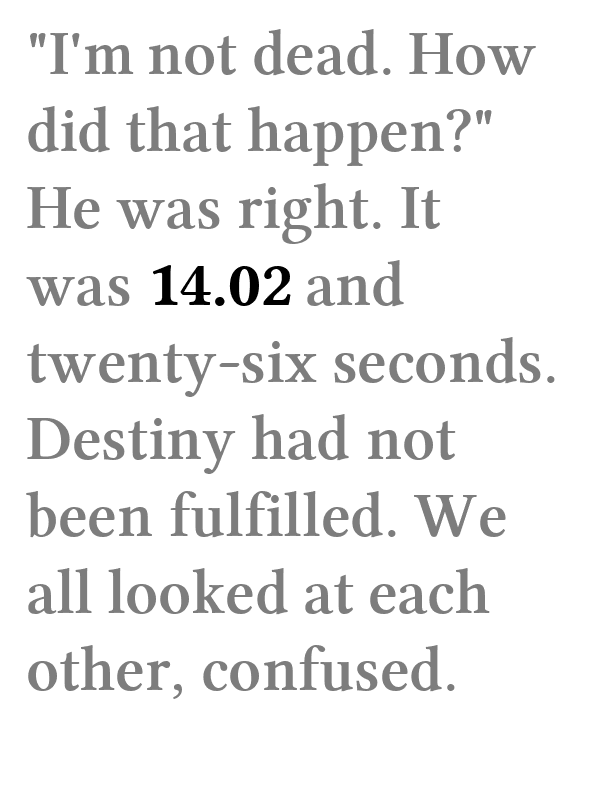 "I'm not dead. How
did that happen?"
He was right. It
was 14.02 and
twenty-six seconds.
Destiny had not
been fulfilled. We
all looked at each
other, confused.